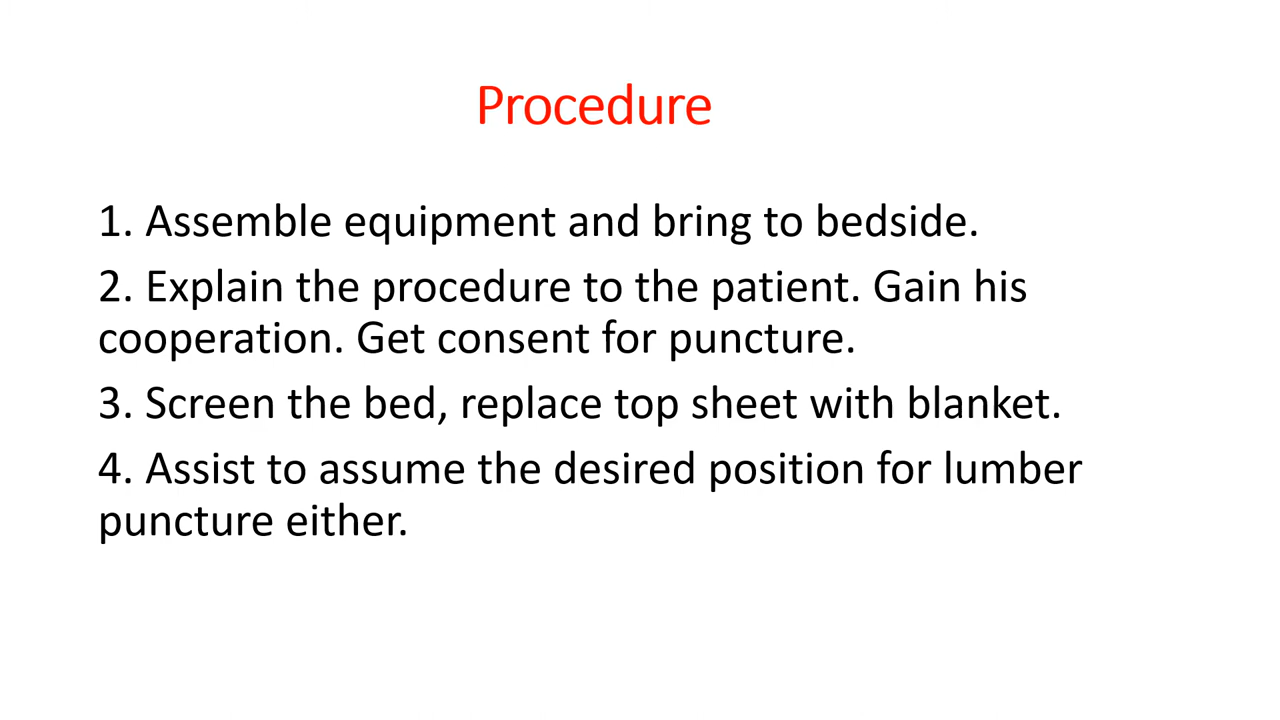 Procedure
1. Assemble equipment and bring to bedside.
2. Explain the procedure to the patient. Gain his
cooperation. Get consent for puncture.
3. Screen the bed, replace top sheet with blanket.
4. Assist to assume the desired position for lumber
puncture either.